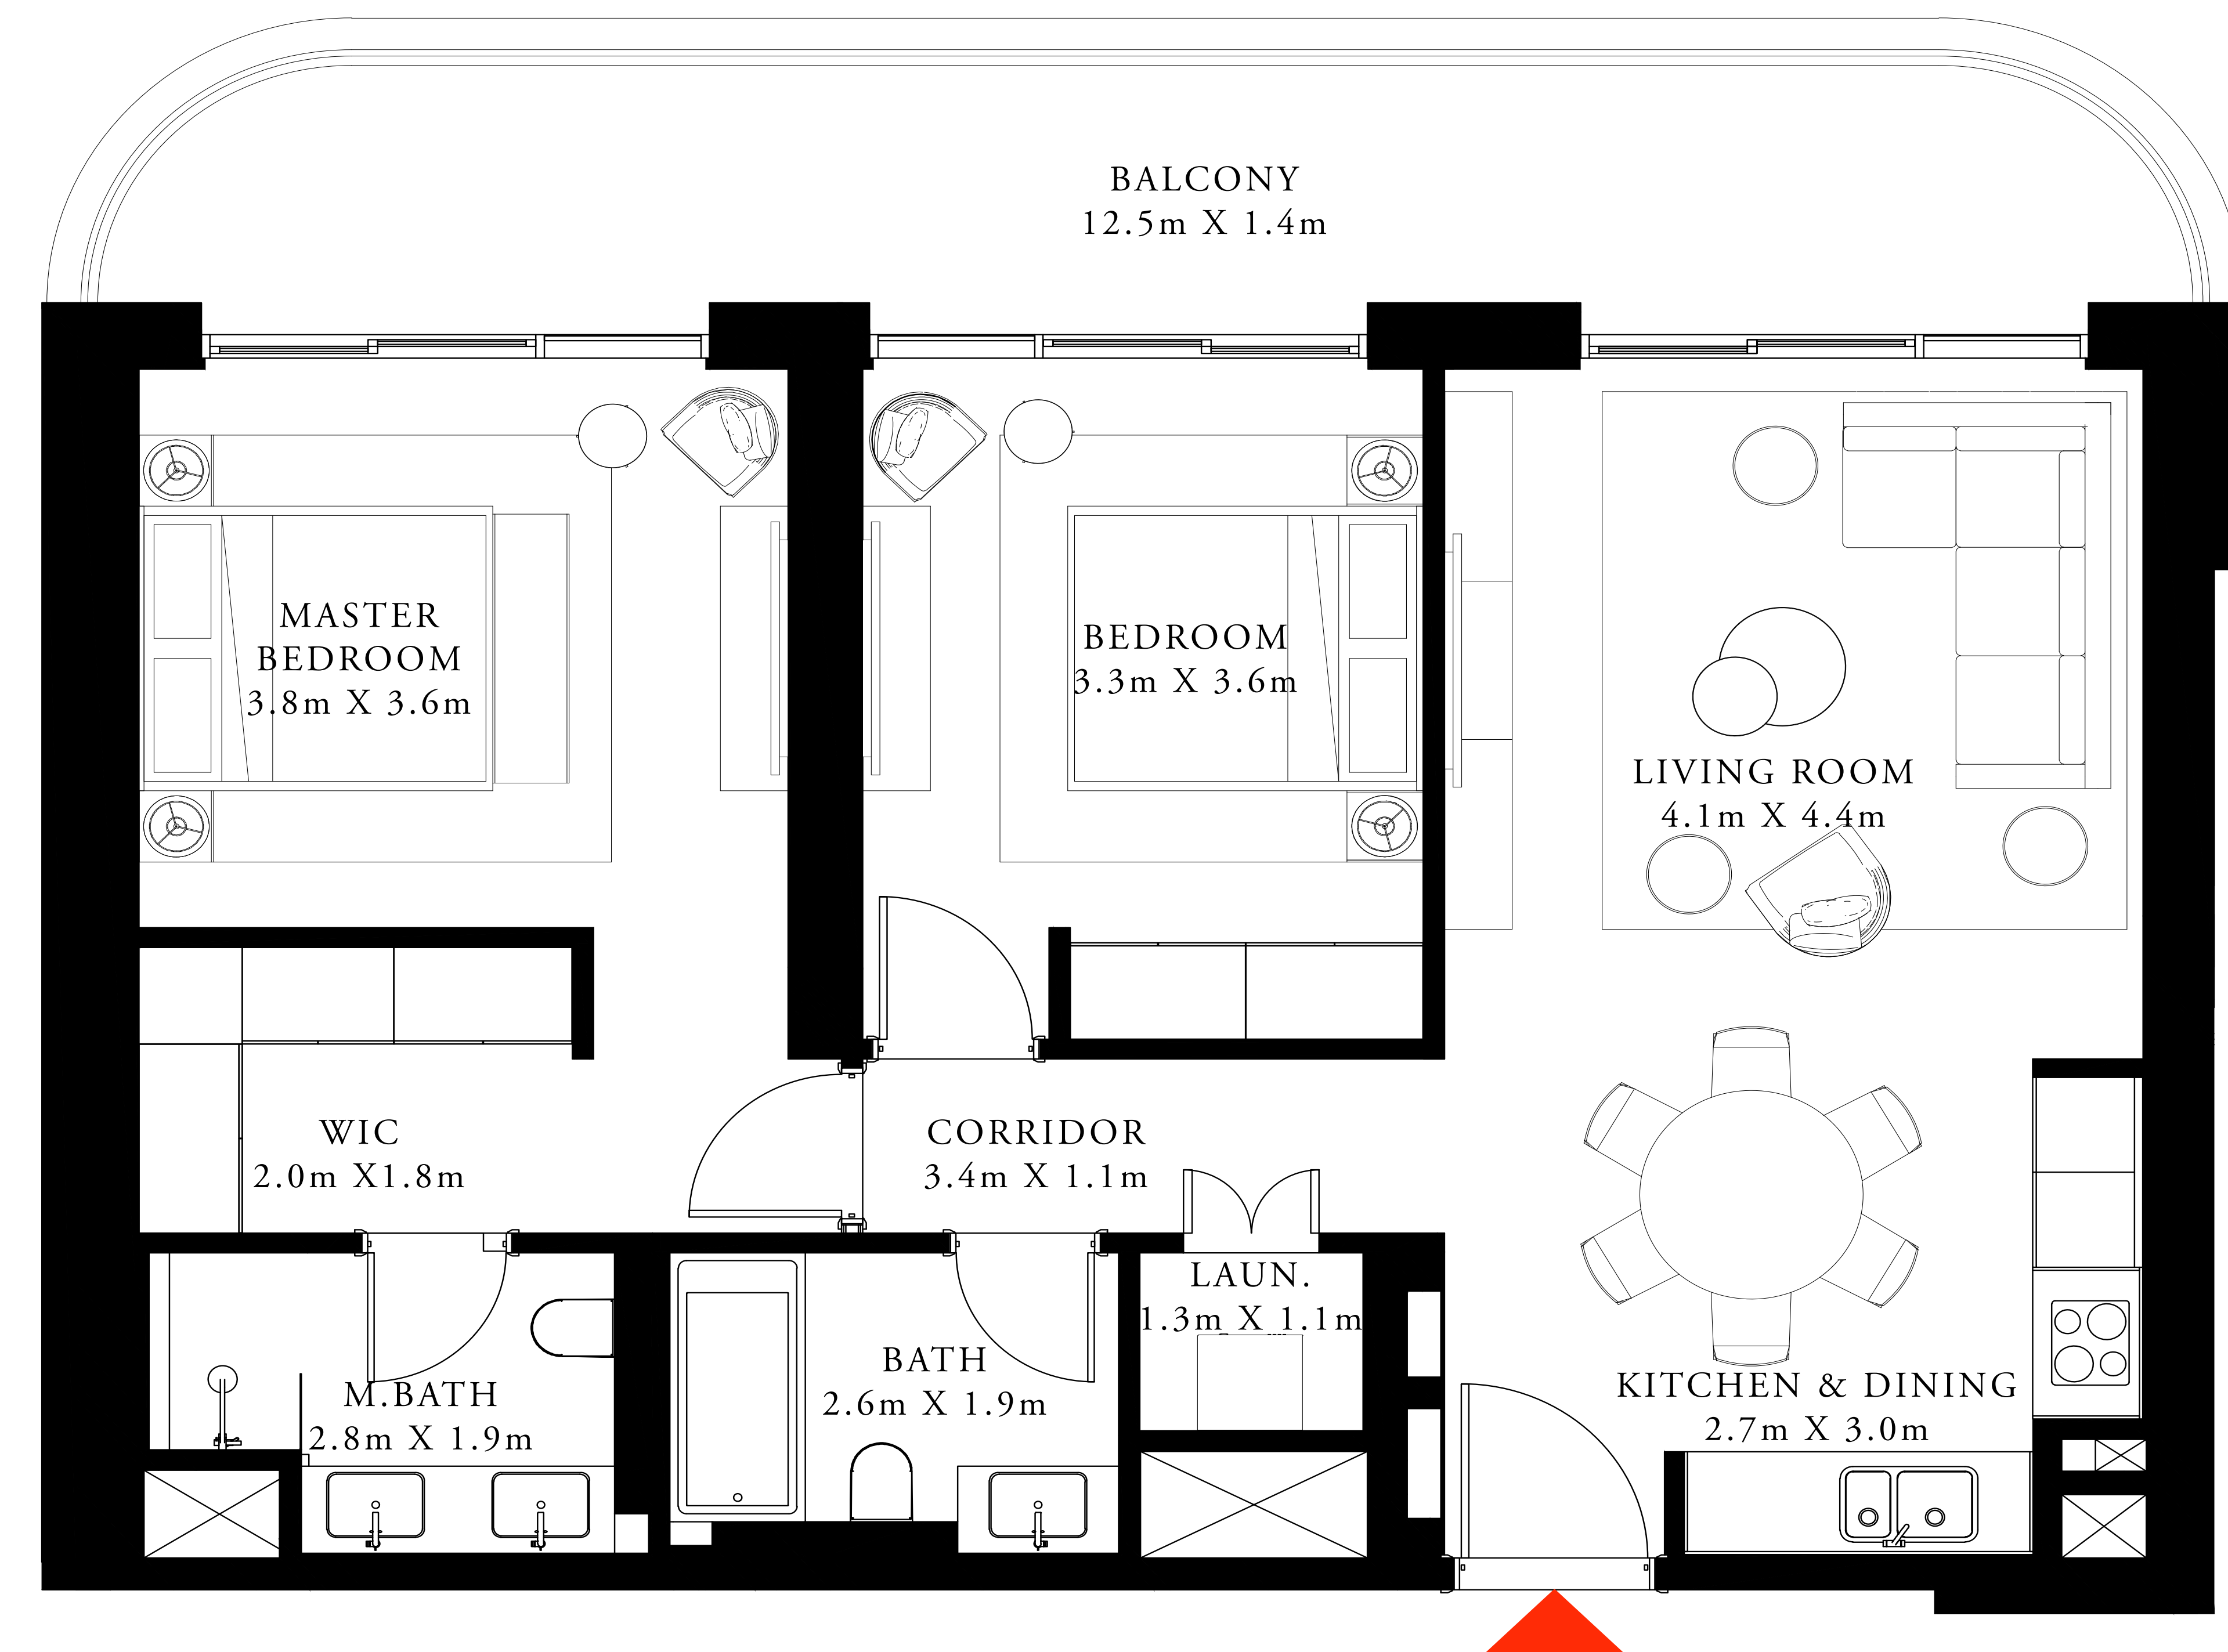 BALCONY
12.5m X 1.4m
MASTER
BEDROOM
3.8m X 3.6m
BEDROOM
3.3m X 3.6m
LIVING ROOM
4.1m X 4.4m
WIC
2.0m X1.8m
CORRIDOR
3.4m X 1.1m
LAUN.
1.3m X 1.1m
BATH
2.6m X 1.9m
M.BATH
2.8m X 1.9m
KITCHEN & DINING
2.7m X 3.0m